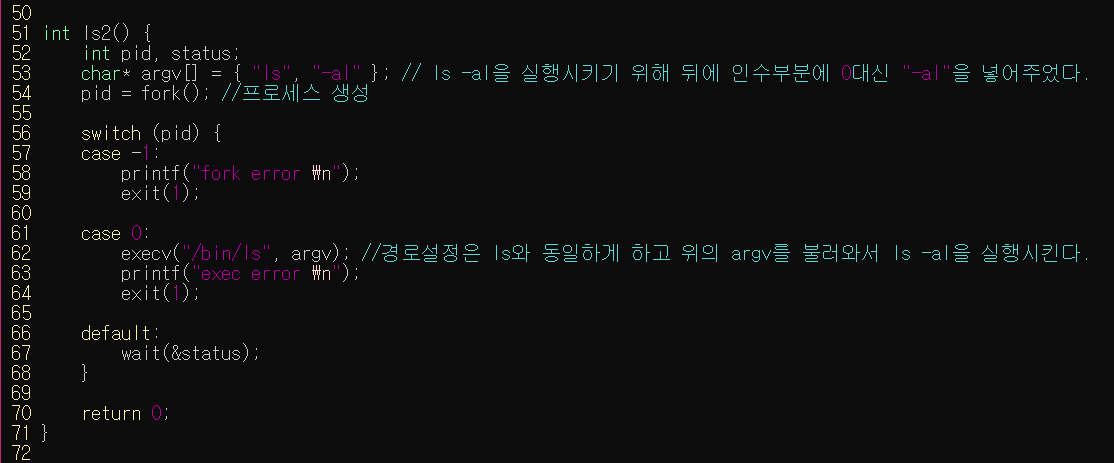 50
51 int ls2() {
52     int pid, status;
53     char* argv[] = { "ls", "-al" }; // ls -al을 실행시키기 위해 뒤에 인수부분에 0대신 "-al"을 넣어주었다.
54     pid = fork(); //프로세스 생성
55
56     switch (pid) {
57     case -1:
58         printf("fork error ₩n");
59         exit(1);
60
61     case 0:
62         execv("/bin/ls", argv); //경로설정은 ls와 동일하게 하고 위의 argv를 불러와서 ls -al을 실행시킨다.
63         printf("exec error ₩n");
64         exit(1);
65
66     default:
67         wait(&status);
68     }
69
70     return 0;
71 }
72